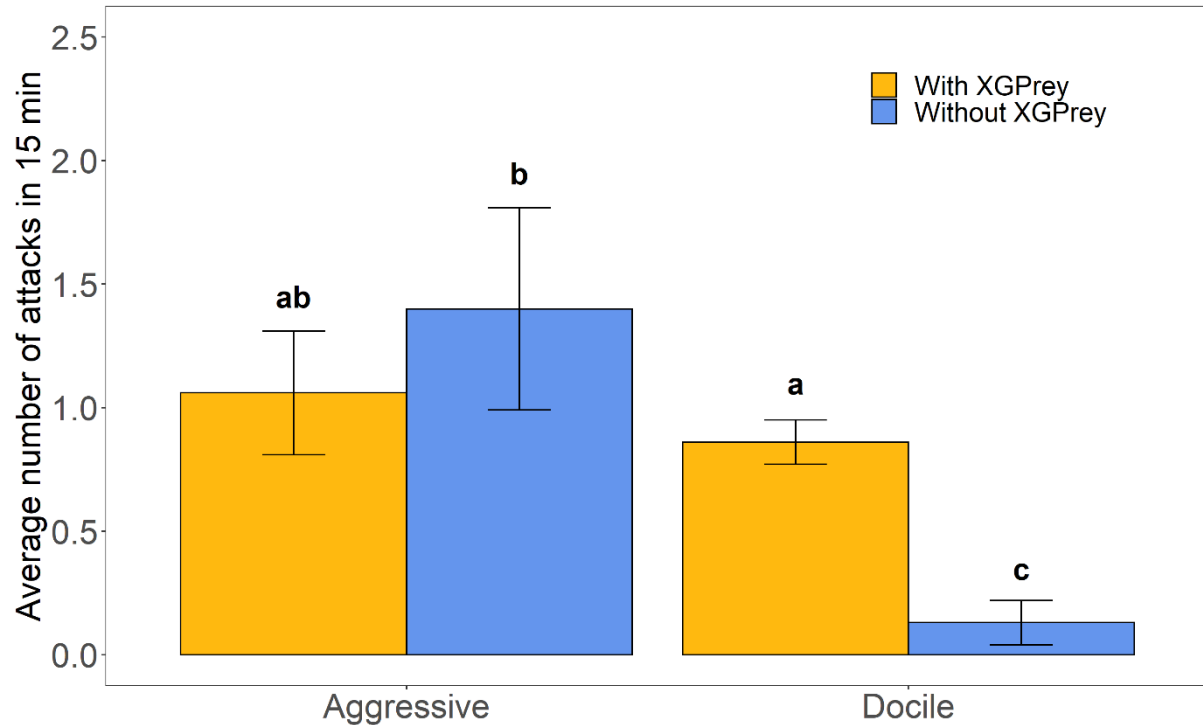 Average number of attacks in 15 min
2.5
2.0
1.5
1.0
0.5
0.0
With XGPrey
Without XGPrey
ab
b
a
c
Aggressive
Docile